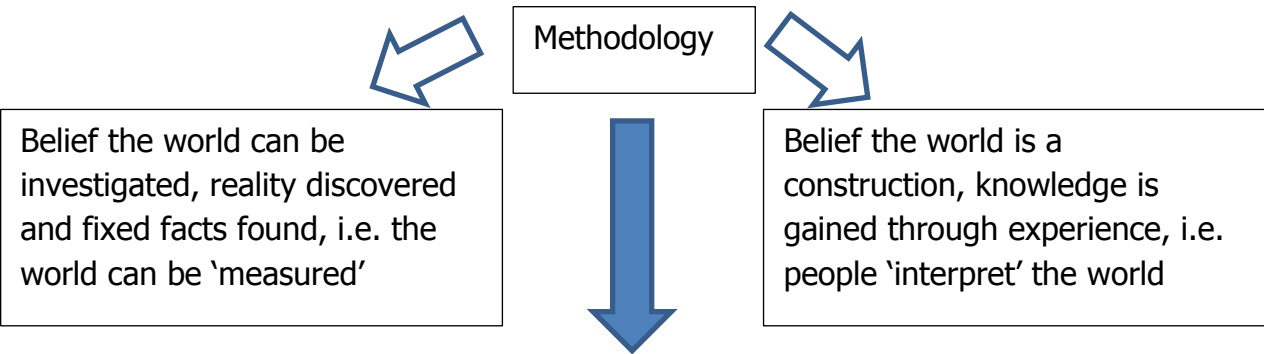 Methodology
Belief the world can be
investigated, reality discovered
and fixed facts found, i.e. the
world can be ‘measured’
Belief the world is a
construction, knowledge is
gained through experience, i.e.
people ‘interpret’ the world